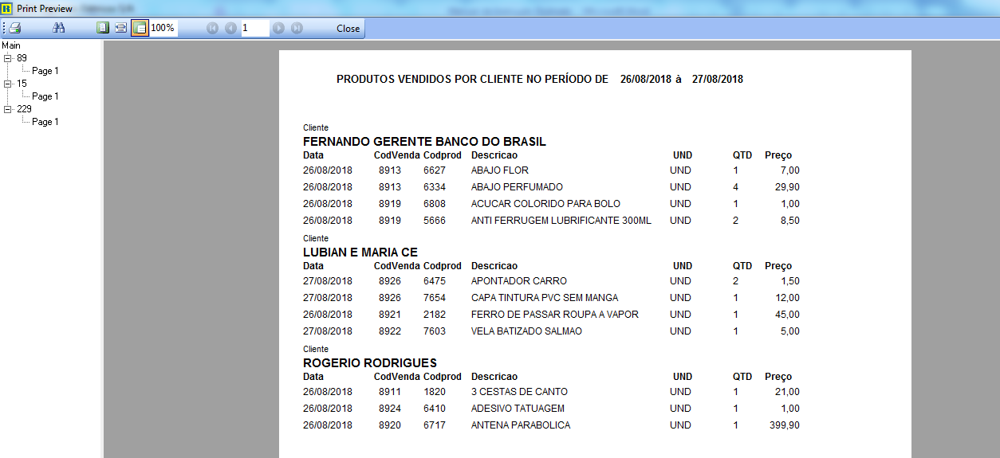 Print Preview
100%
1
Close
Main
89
Page 1
15
Page 1
229
Page 1
PRODUTOS VENDIDOS POR CLIENTE NO PERÍODO DE 26/08/2018 à 27/08/2018
Cliente
FERNANDO GERENTE BANCO DO BRASIL
Data CodVenda Codprod Descricao UND QTD Preço
26/08/2018 8913 6627 ABAJO FLOR UND 1 7,00
26/08/2018 8913 6334 ABAJO PERFUMADO UND 4 29,90
26/08/2018 8919 6808 ACUCAR COLORIDO PARA BOLO UND 1 1,00
26/08/2018 8919 5666 ANTI FERRUGEM LUBRIFICANTE 300ML UND 2 8,50
Cliente
LUBIAN E MARIA CE
Data CodVenda Codprod Descricao UND QTD Preço
27/08/2018 8926 6475 APONTADOR CARRO UND 2 1,50
27/08/2018 8926 7654 CAPA TINTURA PVC SEM MANGA UND 1 12,00
26/08/2018 8921 2182 FERRO DE PASSAR ROUPA A VAPOR UND 1 45,00
27/08/2018 8922 7603 VELA BATIZADO SALMAO UND 1 5,00
Cliente
ROGERIO RODRIGUES
Data CodVenda Codprod Descricao UND QTD Preço
26/08/2018 8911 1820 3 CESTAS DE CANTO UND 1 21,00
26/08/2018 8924 6410 ADESIVO TATUAGEM UND 1 1,00
26/08/2018 8920 6717 ANTENA PARABOLICA UND 1 399,90